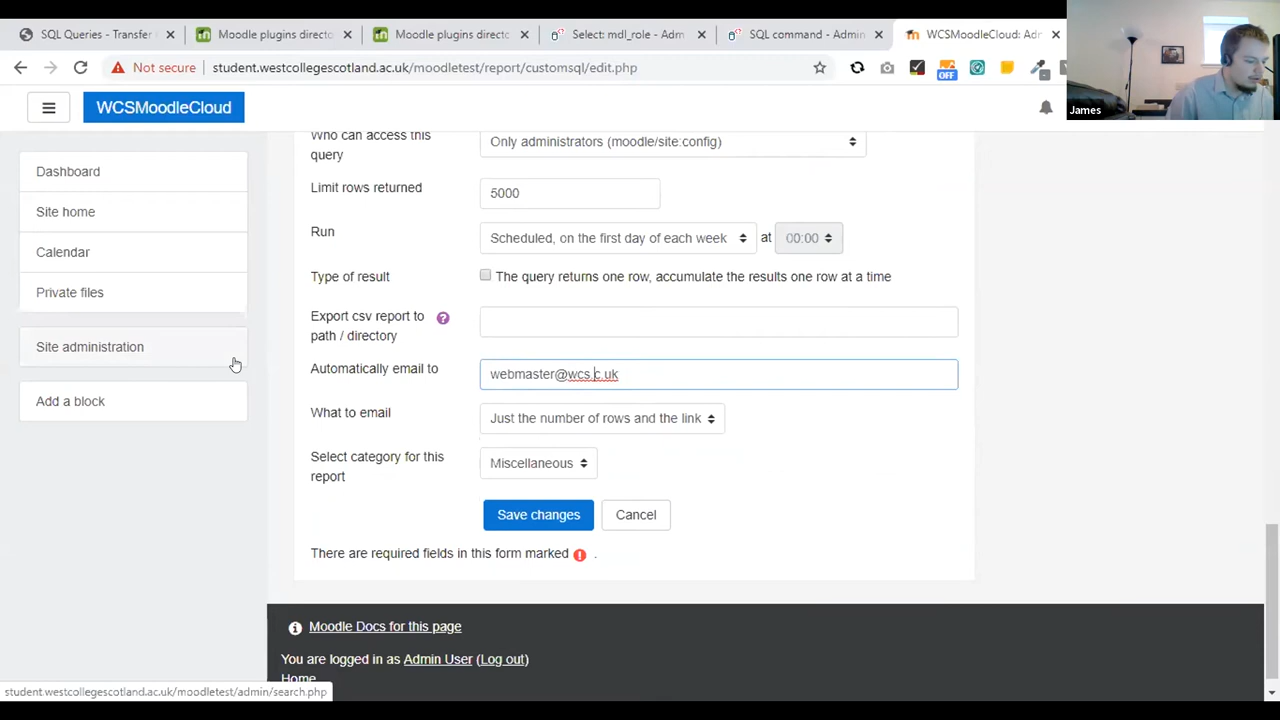 SQL Queries - Transfer
Moodle plugins directo
Moodle plugins directo
Select: mdl_role - Adm
SQL command - Admin
WCSMoodleCloud: Adm
Not secure
student.westcollegescotland.ac.uk/moodletest/report/customsql/edit.php
OFF
James
WCSMoodleCloud
Dashboard
Site home
Calendar
Private files
Site administration
Add a block
Who can access this
query
Only administrators (moodle/site:config)
Limit rows returned
5000
Run
Scheduled, on the first day of each week
at
00:00
Type of result
The query returns one row, accumulate the results one row at a time
Export csv report to
path / directory
?
Automatically email to
webmaster@wcs.c.uk
What to email
Just the number of rows and the link
Select category for this
report
Miscellaneous
Save changes
Cancel
There are required fields in this form marked ! .
Moodle Docs for this page
You are logged in as Admin User (Log out)
Home
student.westcollegescotland.ac.uk/moodletest/admin/search.php